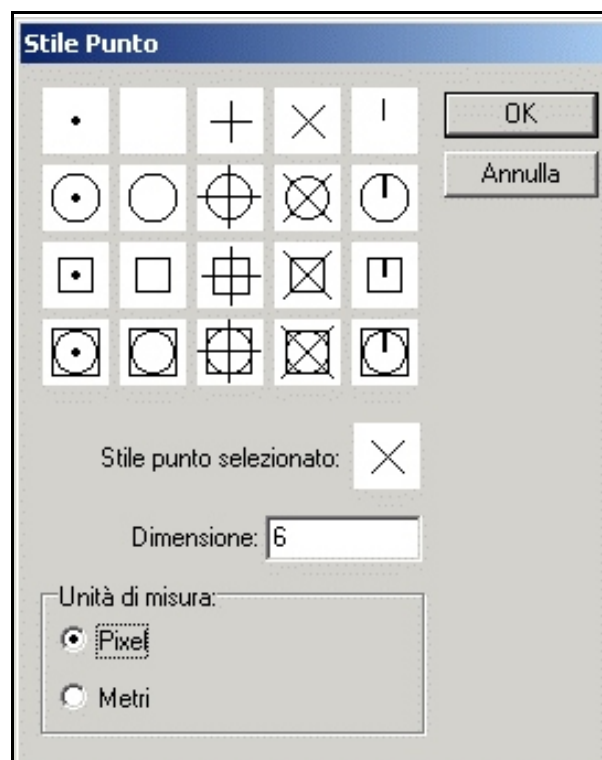 Stile Punto
OK
Annulla
Stile punto selezionato:
Dimensione: 6
Unità di misura:
Pixel
Metri